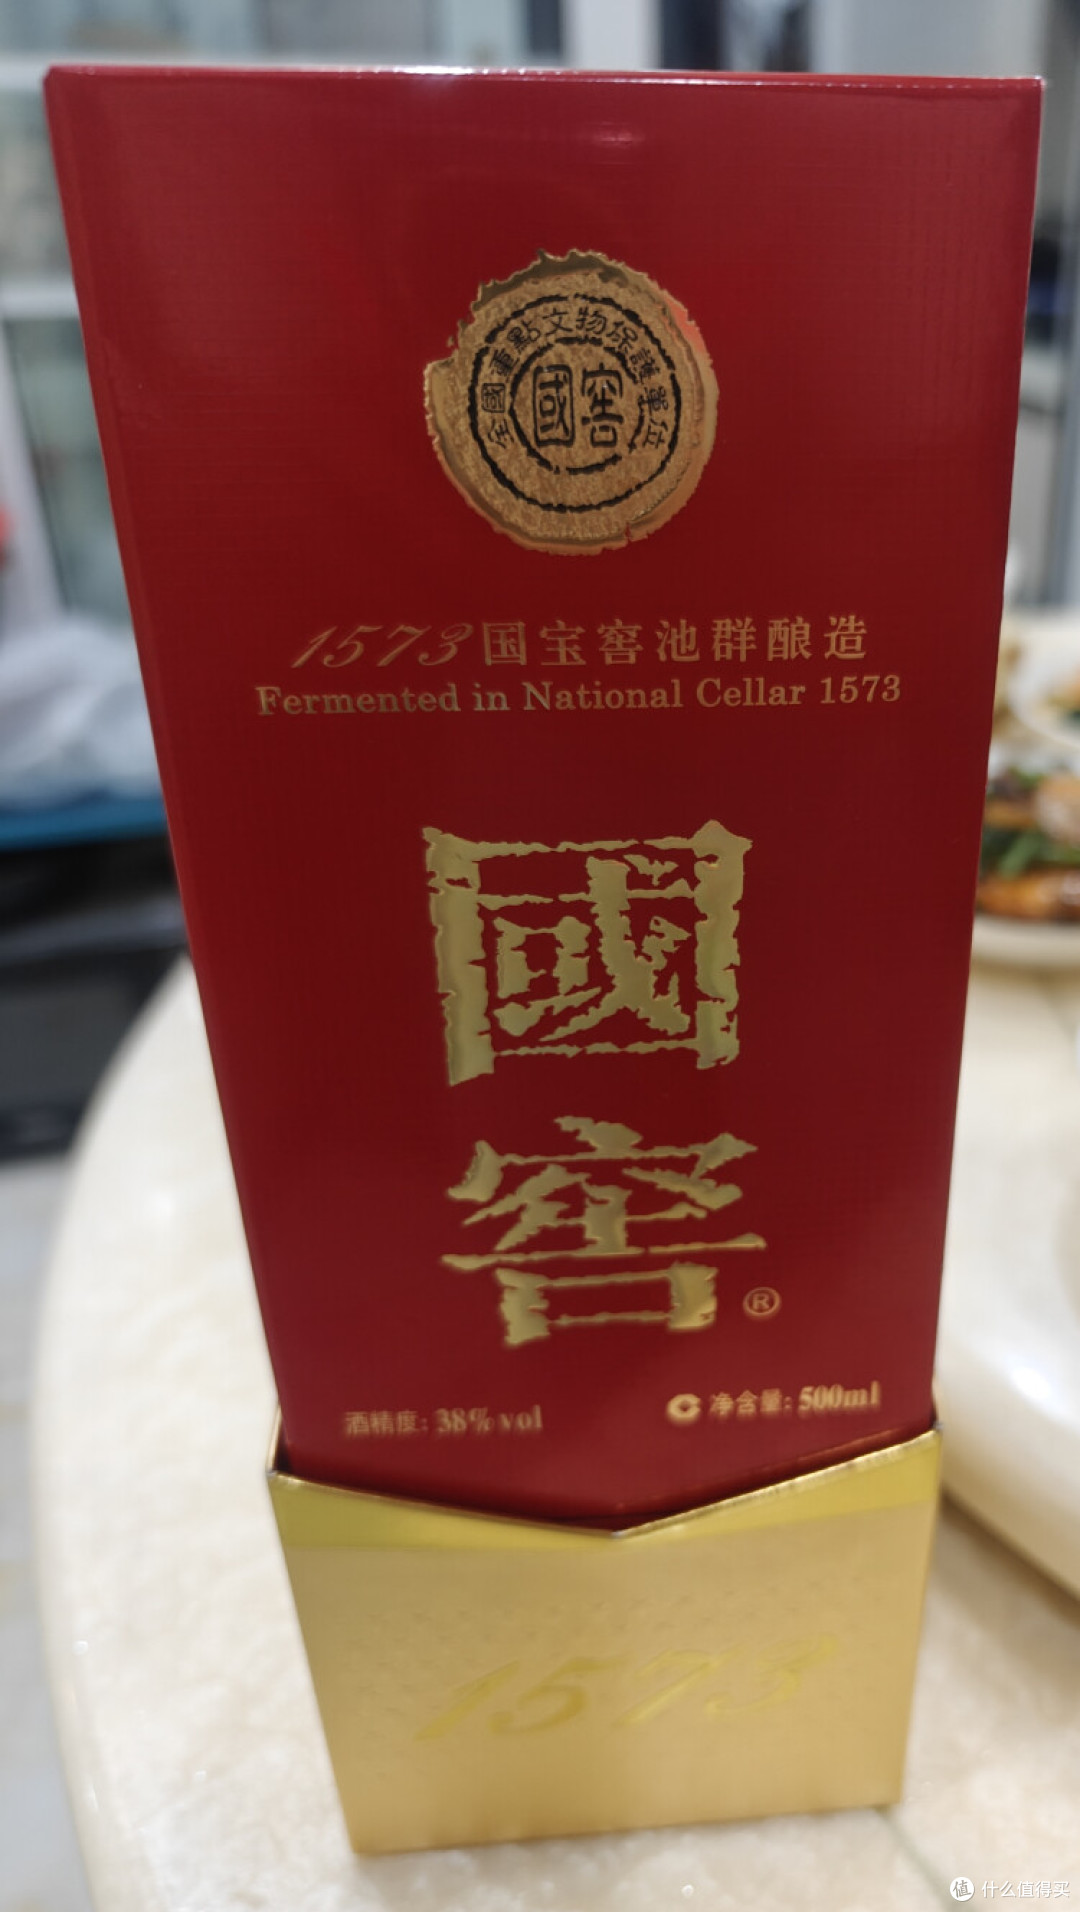 全國重點文物保護單位
國窖
1573国宝窖池群酿造
Fermented in National Cellar 1573
國
窖®
酒精度: 38%vol
C 净含量: 500ml
1573
值 什么值得买